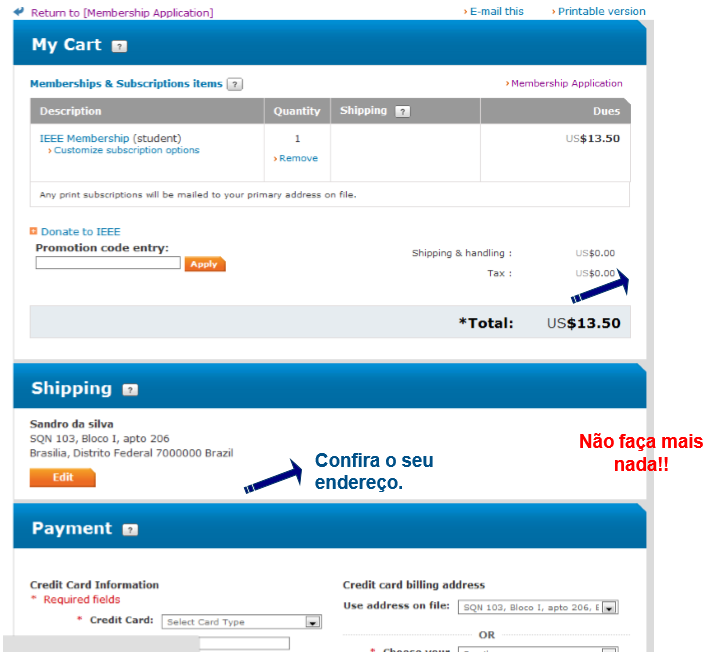 Return to [Membership Application]
› E-mail this › Printable version
My Cart ?
Memberships & Subscriptions items ? › Membership Application
Description Quantity Shipping ? Dues
IEEE Membership (student) 1 US$13.50
› Customize subscription options
› Remove
Any print subscriptions will be mailed to your primary address on file.
Donate to IEEE
Promotion code entry:
Apply
Shipping & handling : US$0.00
Tax : US$0.00
*Total: US$13.50
Shipping ?
Sandro da silva
SQN 103, Bloco I, apto 206
Brasilia, Distrito Federal 7000000 Brazil
Edit
Confira o seu
endereço.
Não faça mais
nada!!
Payment ?
Credit Card Information Credit card billing address
* Required fields
Use address on file: SQN 103, Bloco I, apto 206, E
* Credit Card: Select Card Type
OR
* Choose your